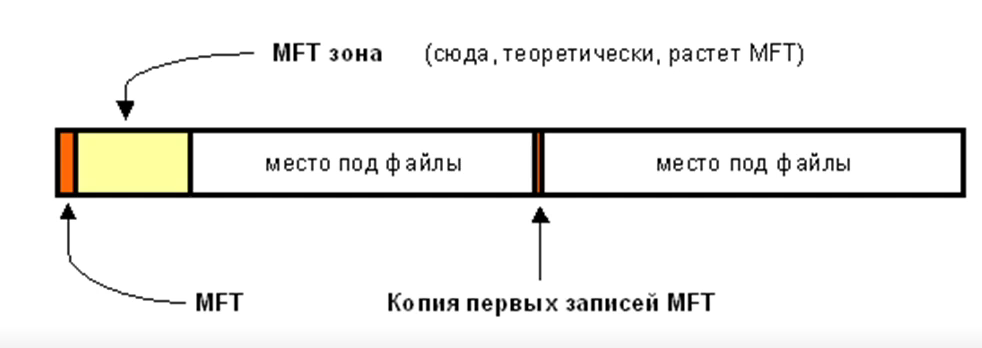 MFT зона (сюда, теоретически, растет MFT)
место под файлы место под файлы
MFT Копия первых записей MFT